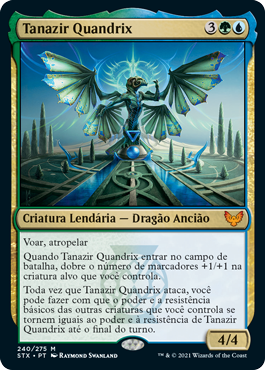 Tanazir Quandrix 3
Criatura Lendária — Dragão Ancião
Voar, atropelar
Quando Tanazir Quandrix entrar no campo de
batalha, dobre o número de marcadores +1/+1 na
criatura alvo que você controla.
Toda vez que Tanazir Quandrix ataca, você
pode fazer com que o poder e a resistência
básicos das outras criaturas que você controla se
tornem iguais ao poder e à resistência de Tanazir
Quandrix até o final do turno.
4/4
240/275 M
STX • PT RAYMOND SWANLAND
™ & © 2021 Wizards of the Coast